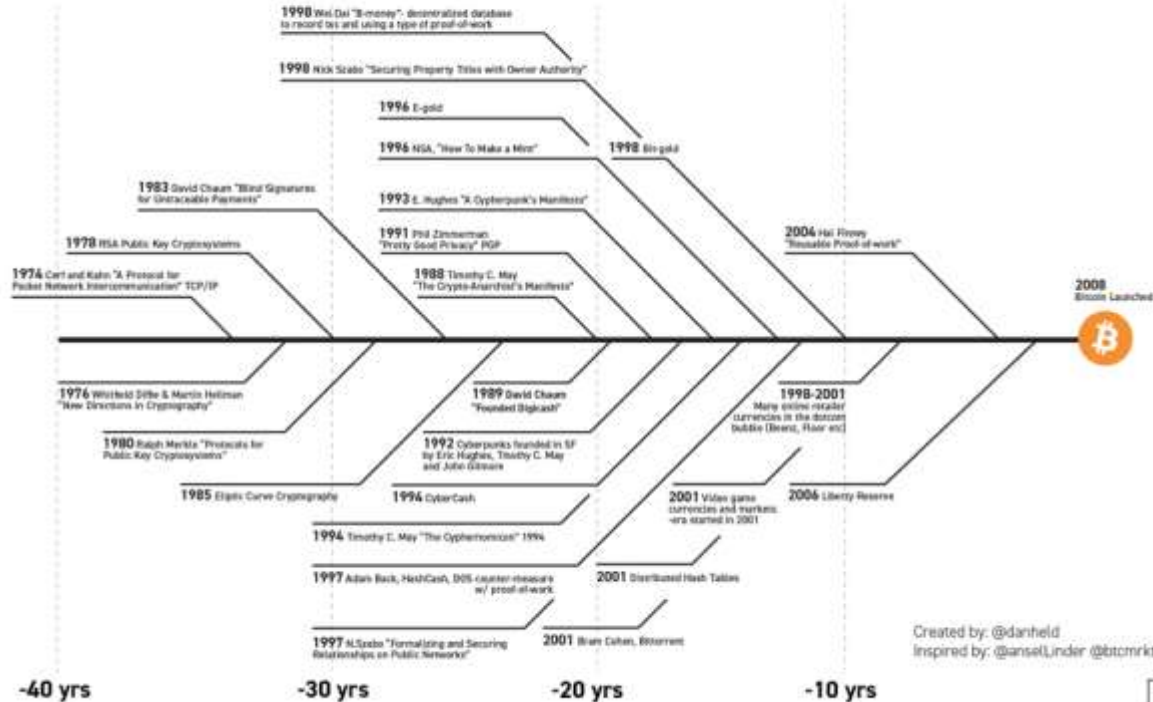 1998 Wei Dai "B-money"- decentralized database
to record txs and using a type of proof-of-work
1998 Nick Szabo "Securing Property Titles with Owner Authority"
1996 E-gold
1996 NSA, "How To Make a Mint"
1998 Bit-gold
1983 David Chaum "Blind Signatures
for Untraceable Payments"
1993 E. Hughes "A Cypherpunk's Manifesto"
1978 RSA Public Key Cryptosystems
1991 Phil Zimmerman
"Pretty Good Privacy" PGP
2004 Hal Finney
"Reusable Proof-of-work"
1974 Cerf and Kahn "A Protocol for
Packet Network Intercommunication" TCP/IP
1988 Timothy C. May
"The Crypto-Anarchist's Manifesto"
2008
Bitcoin Launched
1976 Whitfield Diffie & Martin Hellman
"New Directions in Cryptography"
1989 David Chaum
"Founded Digicash"
1998-2001
Many online retailer
currencies in the dotcom
bubble (Beenz, Flooz etc)
1980 Ralph Merkle "Protocols for
Public Key Cryptosystems"
1992 Cyberpunks founded in SF
by Eric Hughes, Timothy C. May
and John Gilmore
1985 Eliptic Curve Cryptography
1994 CyberCash
2001 Video game
currencies and markets
-era started in 2001
2006 Liberty Reserve
1994 Timothy C. May "The Cyphernomicon" 1994
1997 Adam Back, HashCash, DOS counter-measure
w/ proof-of-work
2001 Distributed Hash Tables
1997 N.Szabo "Formalizing and Securing
Relationships on Public Networks"
2001 Bram Cohen, Bittorrent
Created by: @danheld
Inspired by: @anselLinder @btcmrkt
-40 yrs
-30 yrs
-20 yrs
-10 yrs